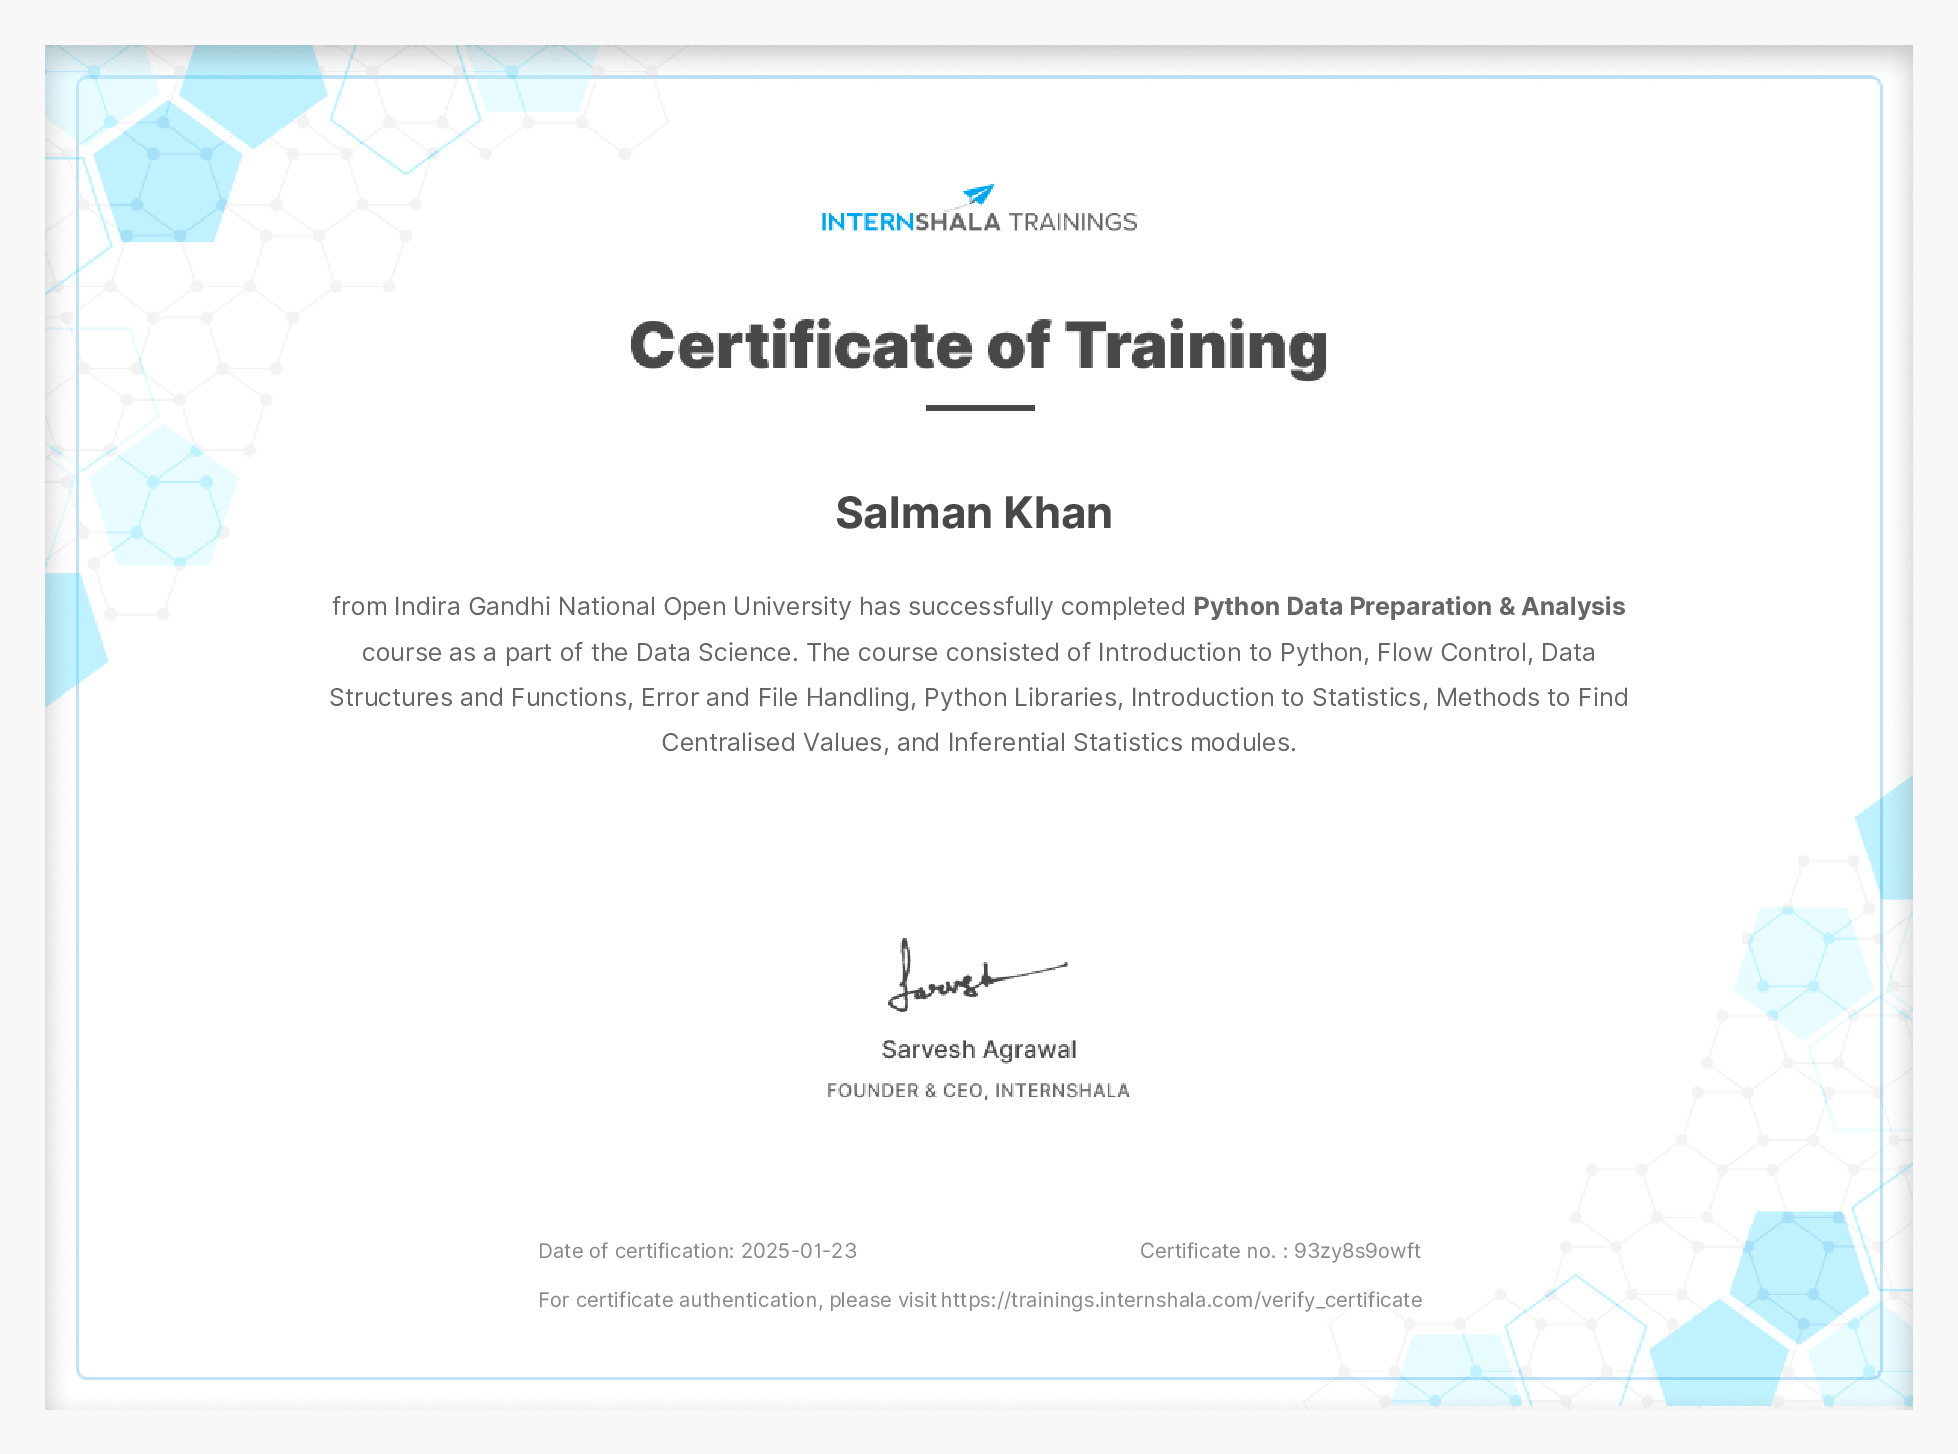 INTERNSHALA TRAININGS
Certificate of Training
Salman Khan
from Indira Gandhi National Open University has successfully completed Python Data Preparation & Analysis
course as a part of the Data Science. The course consisted of Introduction to Python, Flow Control, Data
Structures and Functions, Error and File Handling, Python Libraries, Introduction to Statistics, Methods to Find
Centralised Values, and Inferential Statistics modules.
Sarvesh
Sarvesh Agrawal
FOUNDER & CEO, INTERNSHALA
Date of certification: 2025-01-23 Certificate no. : 93zy8s9owft
For certificate authentication, please visit https://trainings.internshala.com/verify_certificate